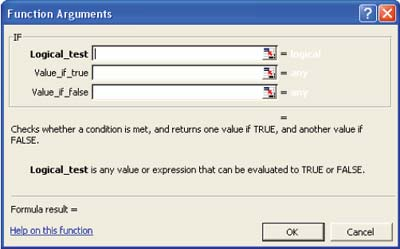 Function Arguments
IF
Logical_test = logical
Value_if_true = any
Value_if_false = any
=
Checks whether a condition is met, and returns one value if TRUE, and another value if
FALSE.
Logical_test is any value or expression that can be evaluated to TRUE or FALSE.
Formula result =
Help on this function OK Cancel